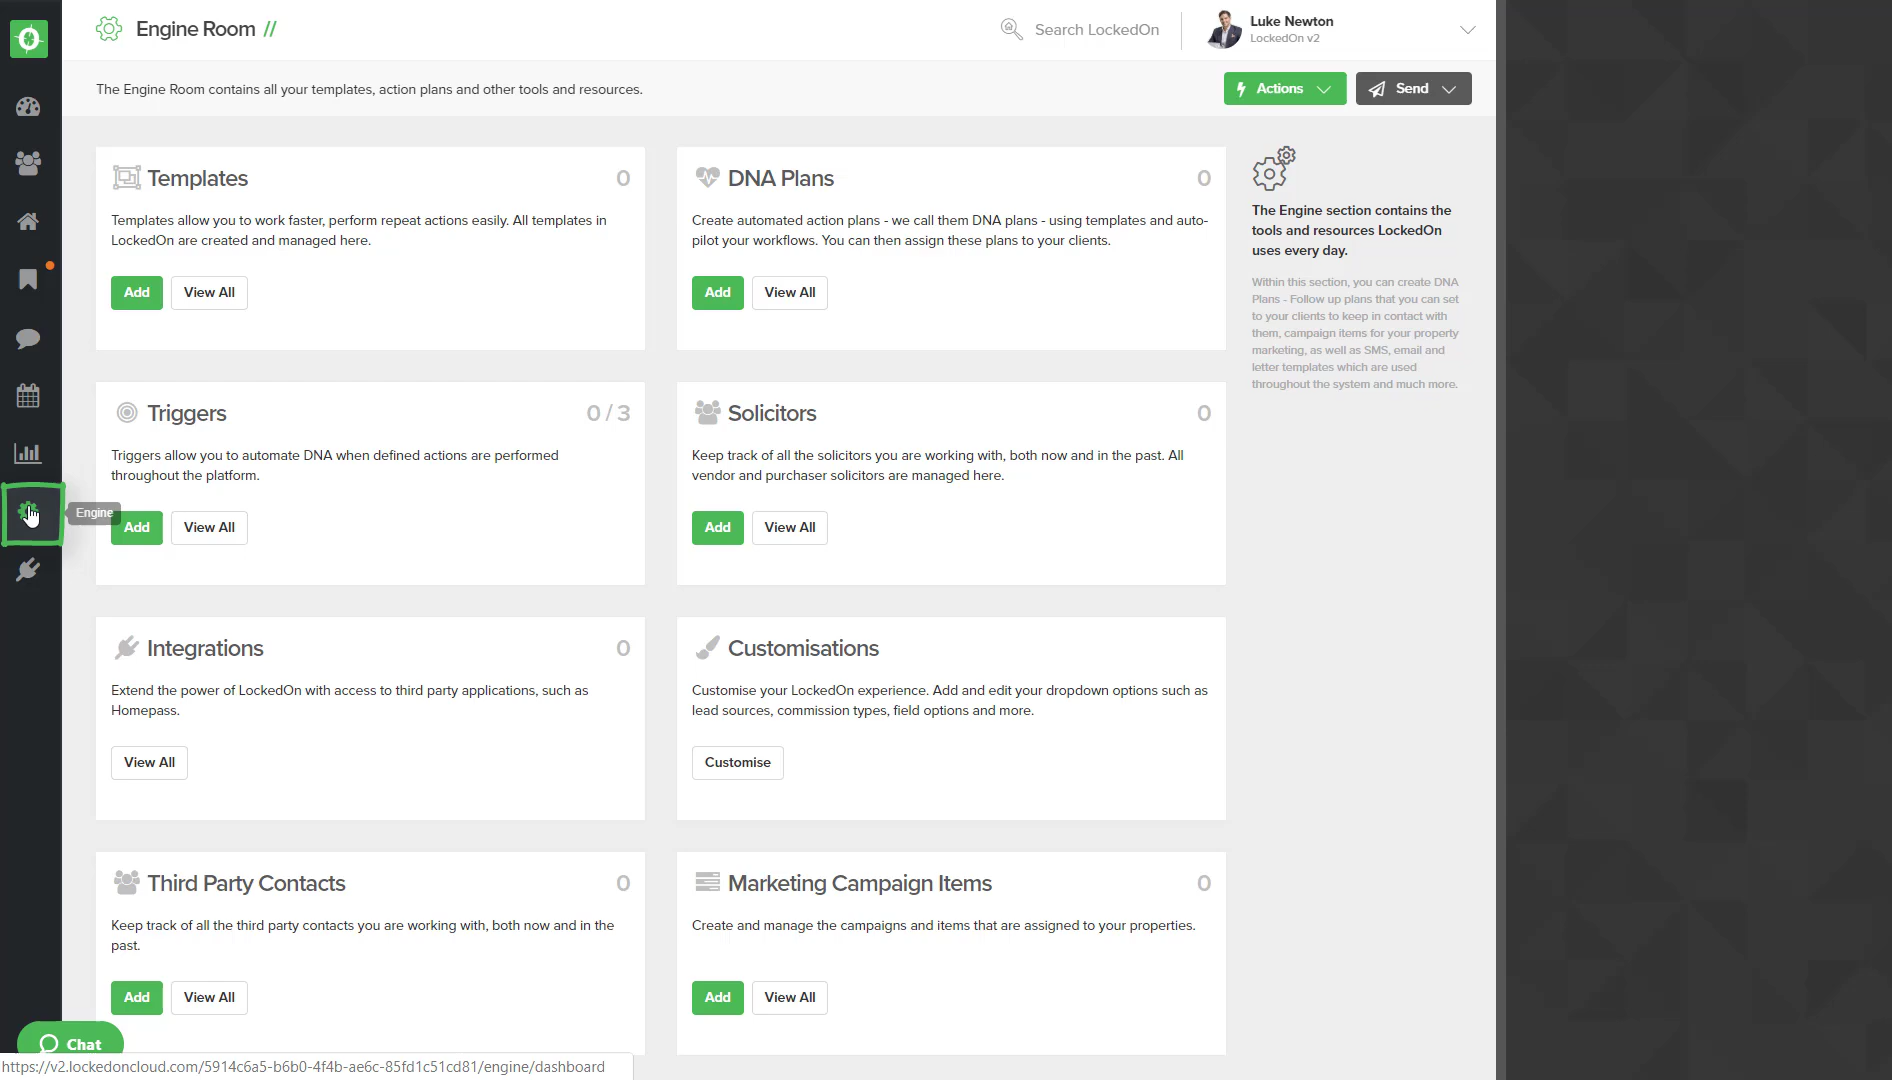 Engine Room //
Search LockedOn
Luke Newton
LockedOn v2
The Engine Room contains all your templates, action plans and other tools and resources.
Actions
Send
Templates
0
Templates allow you to work faster, perform repeat actions easily. All templates in
LockedOn are created and managed here.
Add
View All
DNA Plans
0
Create automated action plans - we call them DNA plans - using templates and auto-
pilot your workflows. You can then assign these plans to your clients.
Add
View All
The Engine section contains the
tools and resources LockedOn
uses every day.
Within this section, you can create DNA
Plans - Follow up plans that you can set
to your clients to keep in contact with
them, campaign items for your property
marketing, as well as SMS, email and
letter templates which are used
throughout the system and much more.
Triggers
0 / 3
Triggers allow you to automate DNA when defined actions are performed
throughout the platform.
Engine
Add
View All
Solicitors
0
Keep track of all the solicitors you are working with, both now and in the past. All
vendor and purchaser solicitors are managed here.
Add
View All
Integrations
0
Extend the power of LockedOn with access to third party applications, such as
Homepass.
View All
Customisations
Customise your LockedOn experience. Add and edit your dropdown options such as
lead sources, commission types, field options and more.
Customise
Third Party Contacts
0
Keep track of all the third party contacts you are working with, both now and in the
past.
Add
View All
Marketing Campaign Items
0
Create and manage the campaigns and items that are assigned to your properties.
Add
View All
Chat
https://v2.lockedoncloud.com/5914c6a5-b6b0-4f4b-ae6c-85fd1c51cd81/engine/dashboard